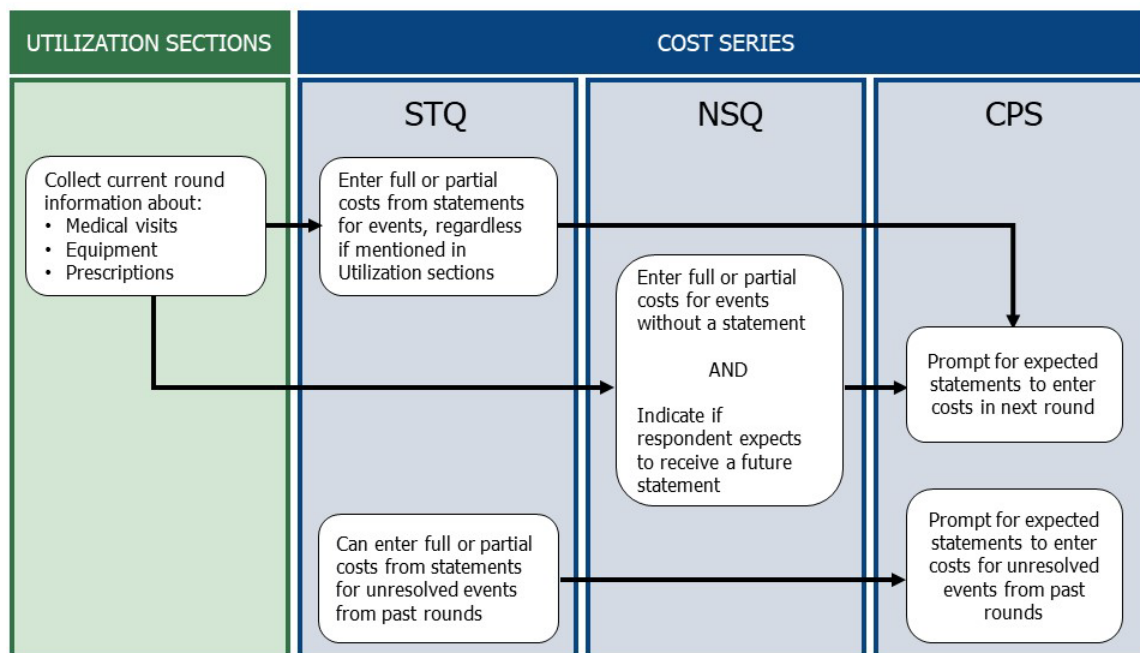 UTILIZATION SECTIONS
COST SERIES
STQ
NSQ
CPS
Collect current round
information about:
• Medical visits
• Equipment
• Prescriptions
Enter full or partial
costs from statements
for events, regardless
if mentioned in
Utilization sections
Enter full or partial
costs for events
without a statement
AND
Indicate if
respondent expects
to receive a future
statement
Prompt for expected
statements to enter
costs in next round
Can enter full or partial
costs from statements
for unresolved events
from past rounds
Prompt for expected
statements to enter
costs for unresolved
events from past
rounds